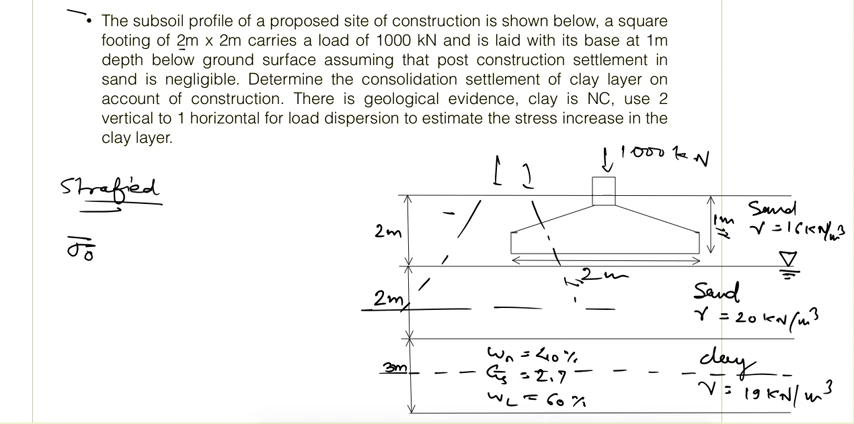 • The subsoil profile of a proposed site of construction is shown below, a square
footing of 2m x 2m carries a load of 1000 kN and is laid with its base at 1m
depth below ground surface assuming that post construction settlement in
sand is negligible. Determine the consolidation settlement of clay layer on
account of construction. There is geological evidence, clay is NC, use 2
vertical to 1 horizontal for load dispersion to estimate the stress increase in the
clay layer.
1000 kN
Strafied
Sand
1m
γ = 16 KN/m3
2m
σ̄0
2m
Sand
2m
γ = 20 KN/m3
Wn = 40 %
clay
3m
Gs = 2.7
γ = 19 KN/m3
WL = 60 %